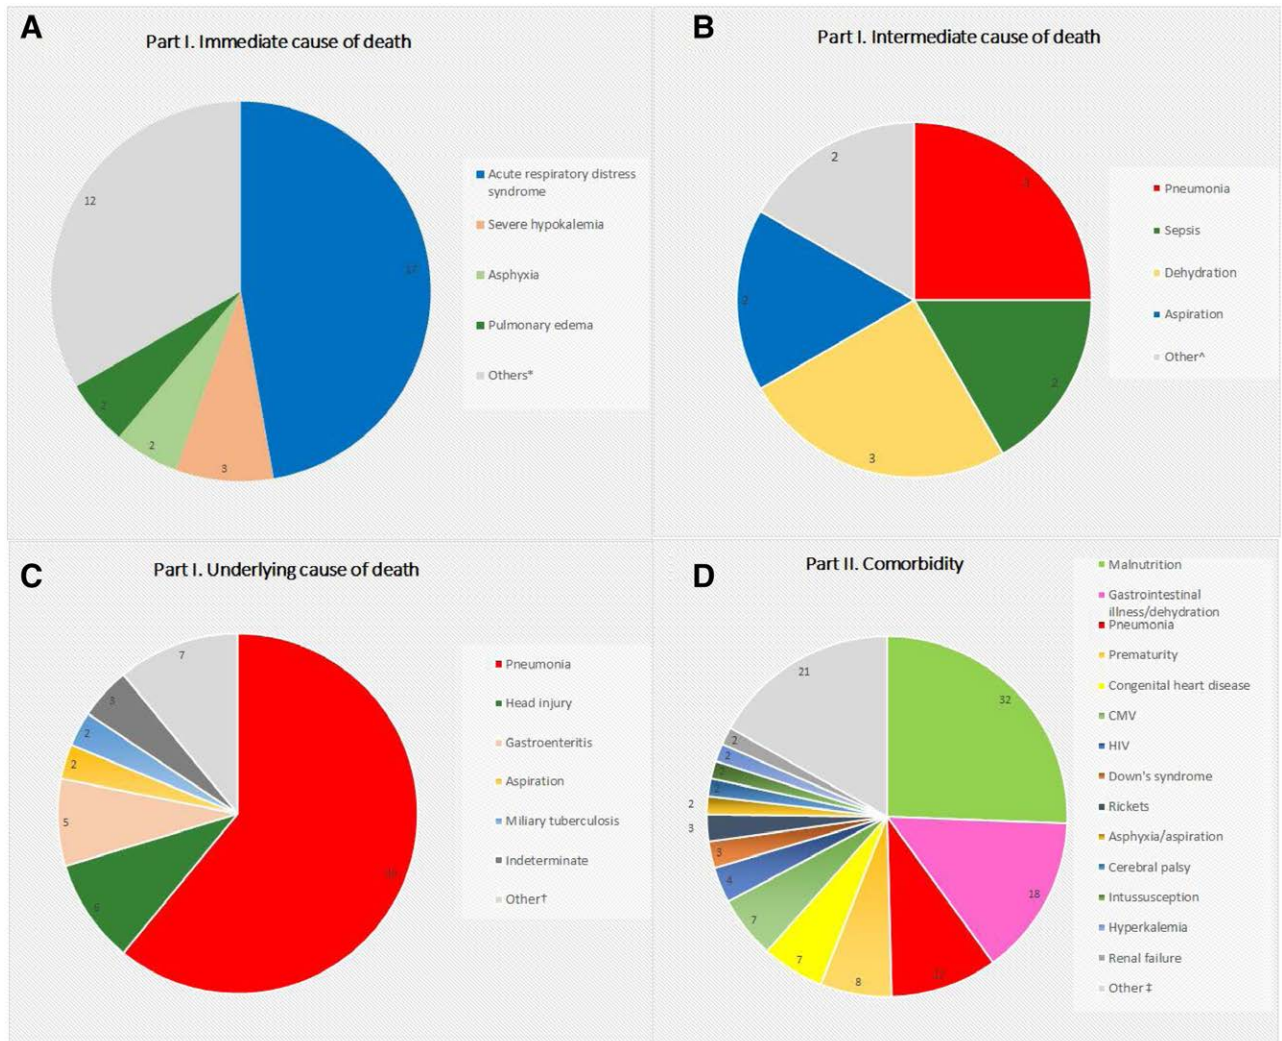 A
Part I. Immediate cause of death
12
17
2
2
3
Acute respiratory distress
syndrome
Severe hypokalemia
Asphyxia
Pulmonary edema
Others*
B
Part I. Intermediate cause of death
2
3
2
2
3
Pneumonia
Sepsis
Dehydration
Aspiration
Other^
C
Part I. Underlying cause of death
7
3
2
2
5
6
Pneumonia
Head injury
Gastroenteritis
Aspiration
Miliary tuberculosis
Indeterminate
Other†
D
Part II. Comorbidity
21
32
2
2
2
2
2
3
3
4
7
7
8
12
18
Malnutrition
Gastrointestinal
illness/dehydration
Pneumonia
Prematurity
Congenital heart disease
CMV
HIV
Down's syndrome
Rickets
Asphyxia/aspiration
Cerebral palsy
Intussusception
Hyperkalemia
Renal failure
Other‡